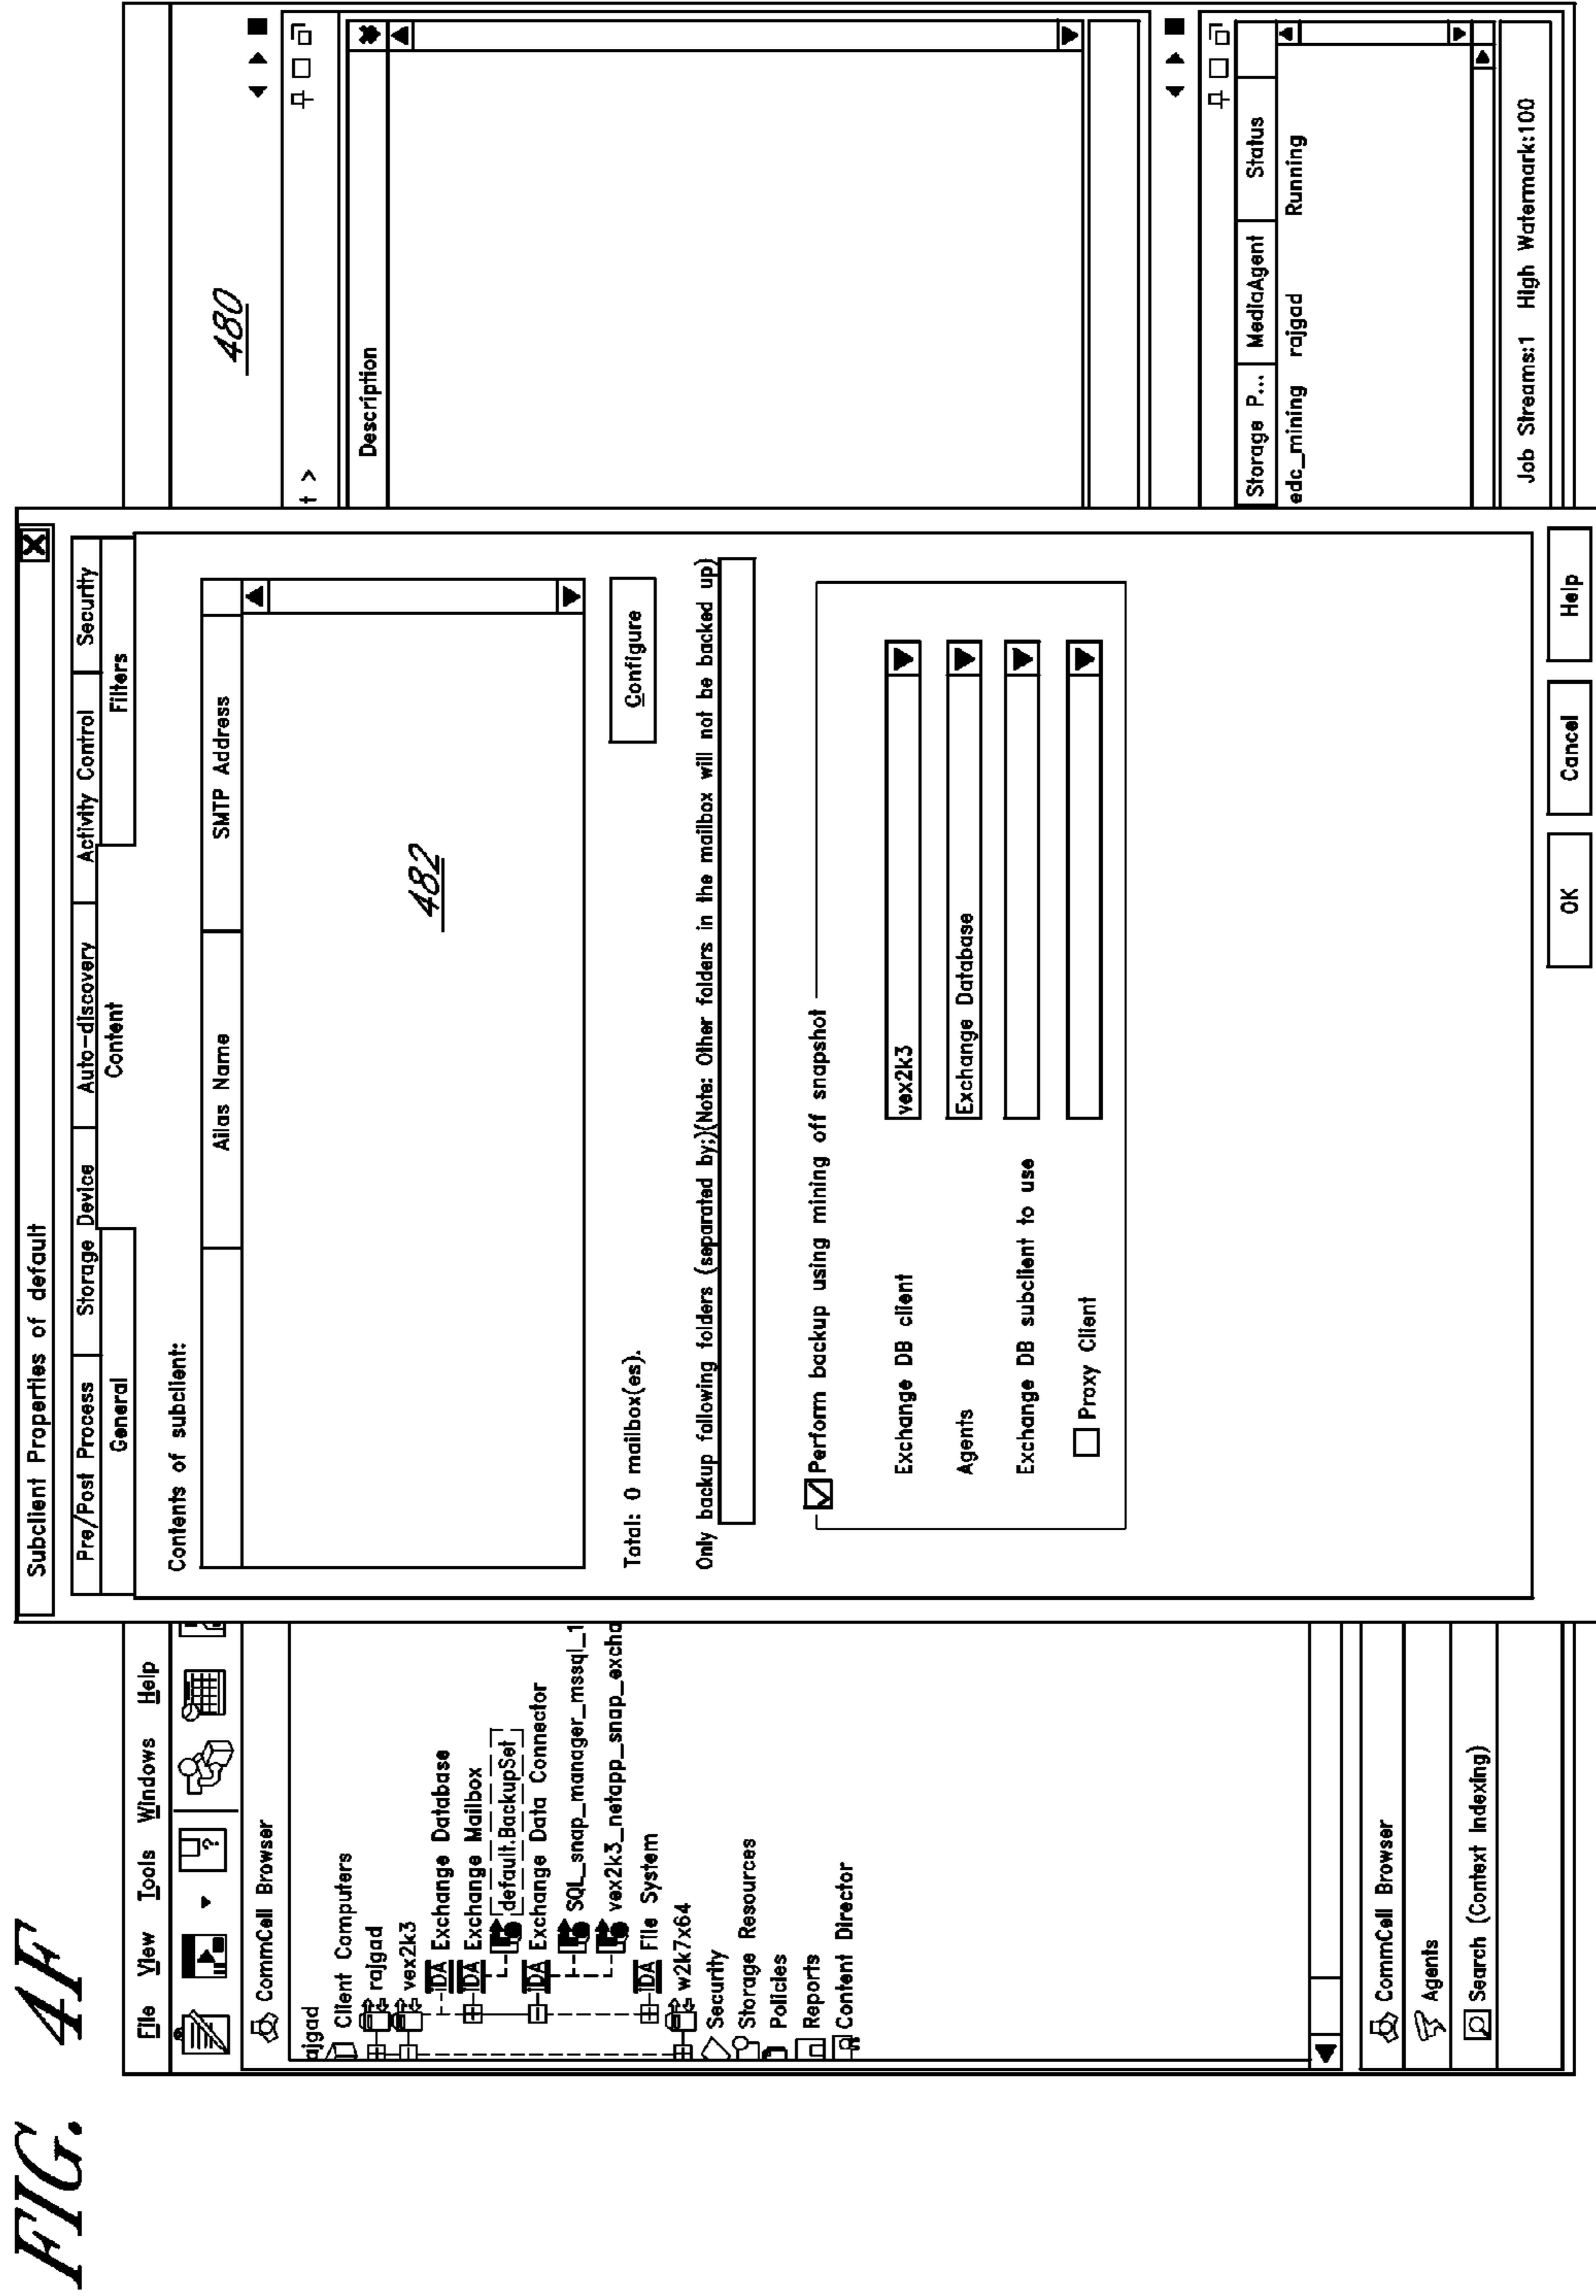 FIG. 4F
File View Tools Windows Help
CommCell Browser
ajgad
Client Computers
rajgad
vex2k3
iDA Exchange Database
iDA Exchange Mailbox
default.BackupSet
iDA Exchange Data Connector
SQL_snap_manager_mssql_1
vex2k3_netapp_snap_excha
iDA File System
w2k7x64
Security
Storage Resources
Policies
Reports
Content Director
CommCell Browser
Agents
Search (Context Indexing)
Subclient Properties of default
Pre/Post Process Storage Device Auto-discovery Activity Control Security
General Content Filters
Contents of subclient:
Ailas Name SMTP Address
482
Total: 0 mailbox(es).
Configure
Only backup following folders (separated by;)(Note: Other folders in the mailbox will not be backed up)
Perform backup using mining off snapshot
Exchange DB client vex2k3
Agents Exchange Database
Exchange DB subclient to use
Proxy Client
OK Cancel Help
480
t >
Description
Storage P... MediaAgent Status
edc_mining rajgad Running
Job Streams:1 High Watermark:100